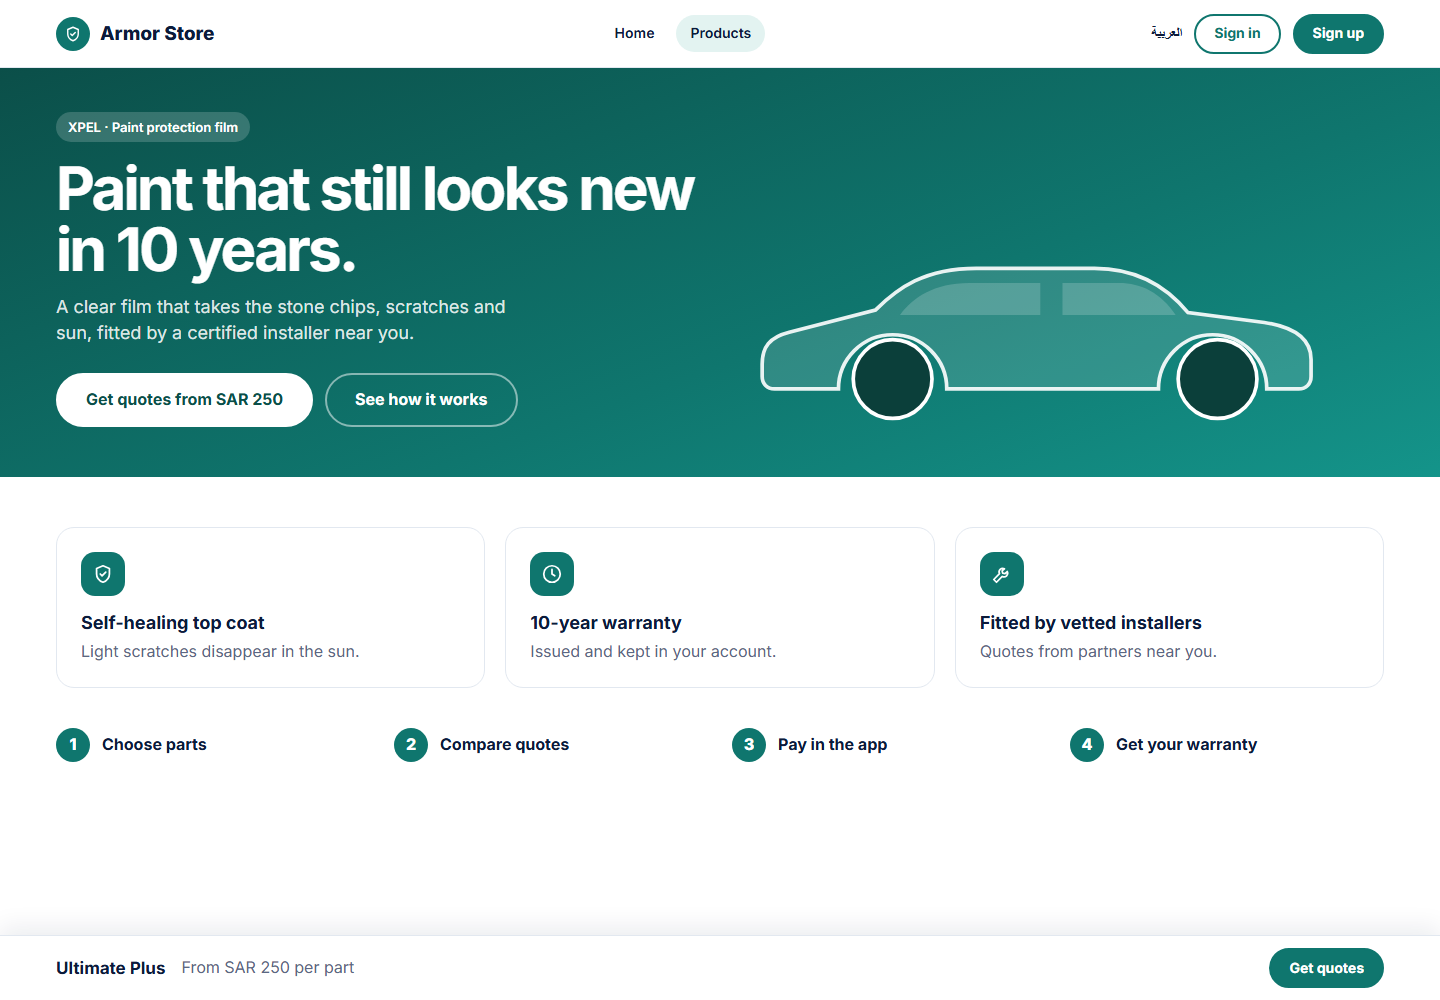 Armor Store
Home
Products
العربية
Sign in
Sign up
XPEL · Paint protection film
Paint that still looks new
in 10 years.
A clear film that takes the stone chips, scratches and
sun, fitted by a certified installer near you.
Get quotes from SAR 250
See how it works
Self-healing top coat
Light scratches disappear in the sun.
10-year warranty
Issued and kept in your account.
Fitted by vetted installers
Quotes from partners near you.
1 Choose parts
2 Compare quotes
3 Pay in the app
4 Get your warranty
Ultimate Plus From SAR 250 per part
Get quotes